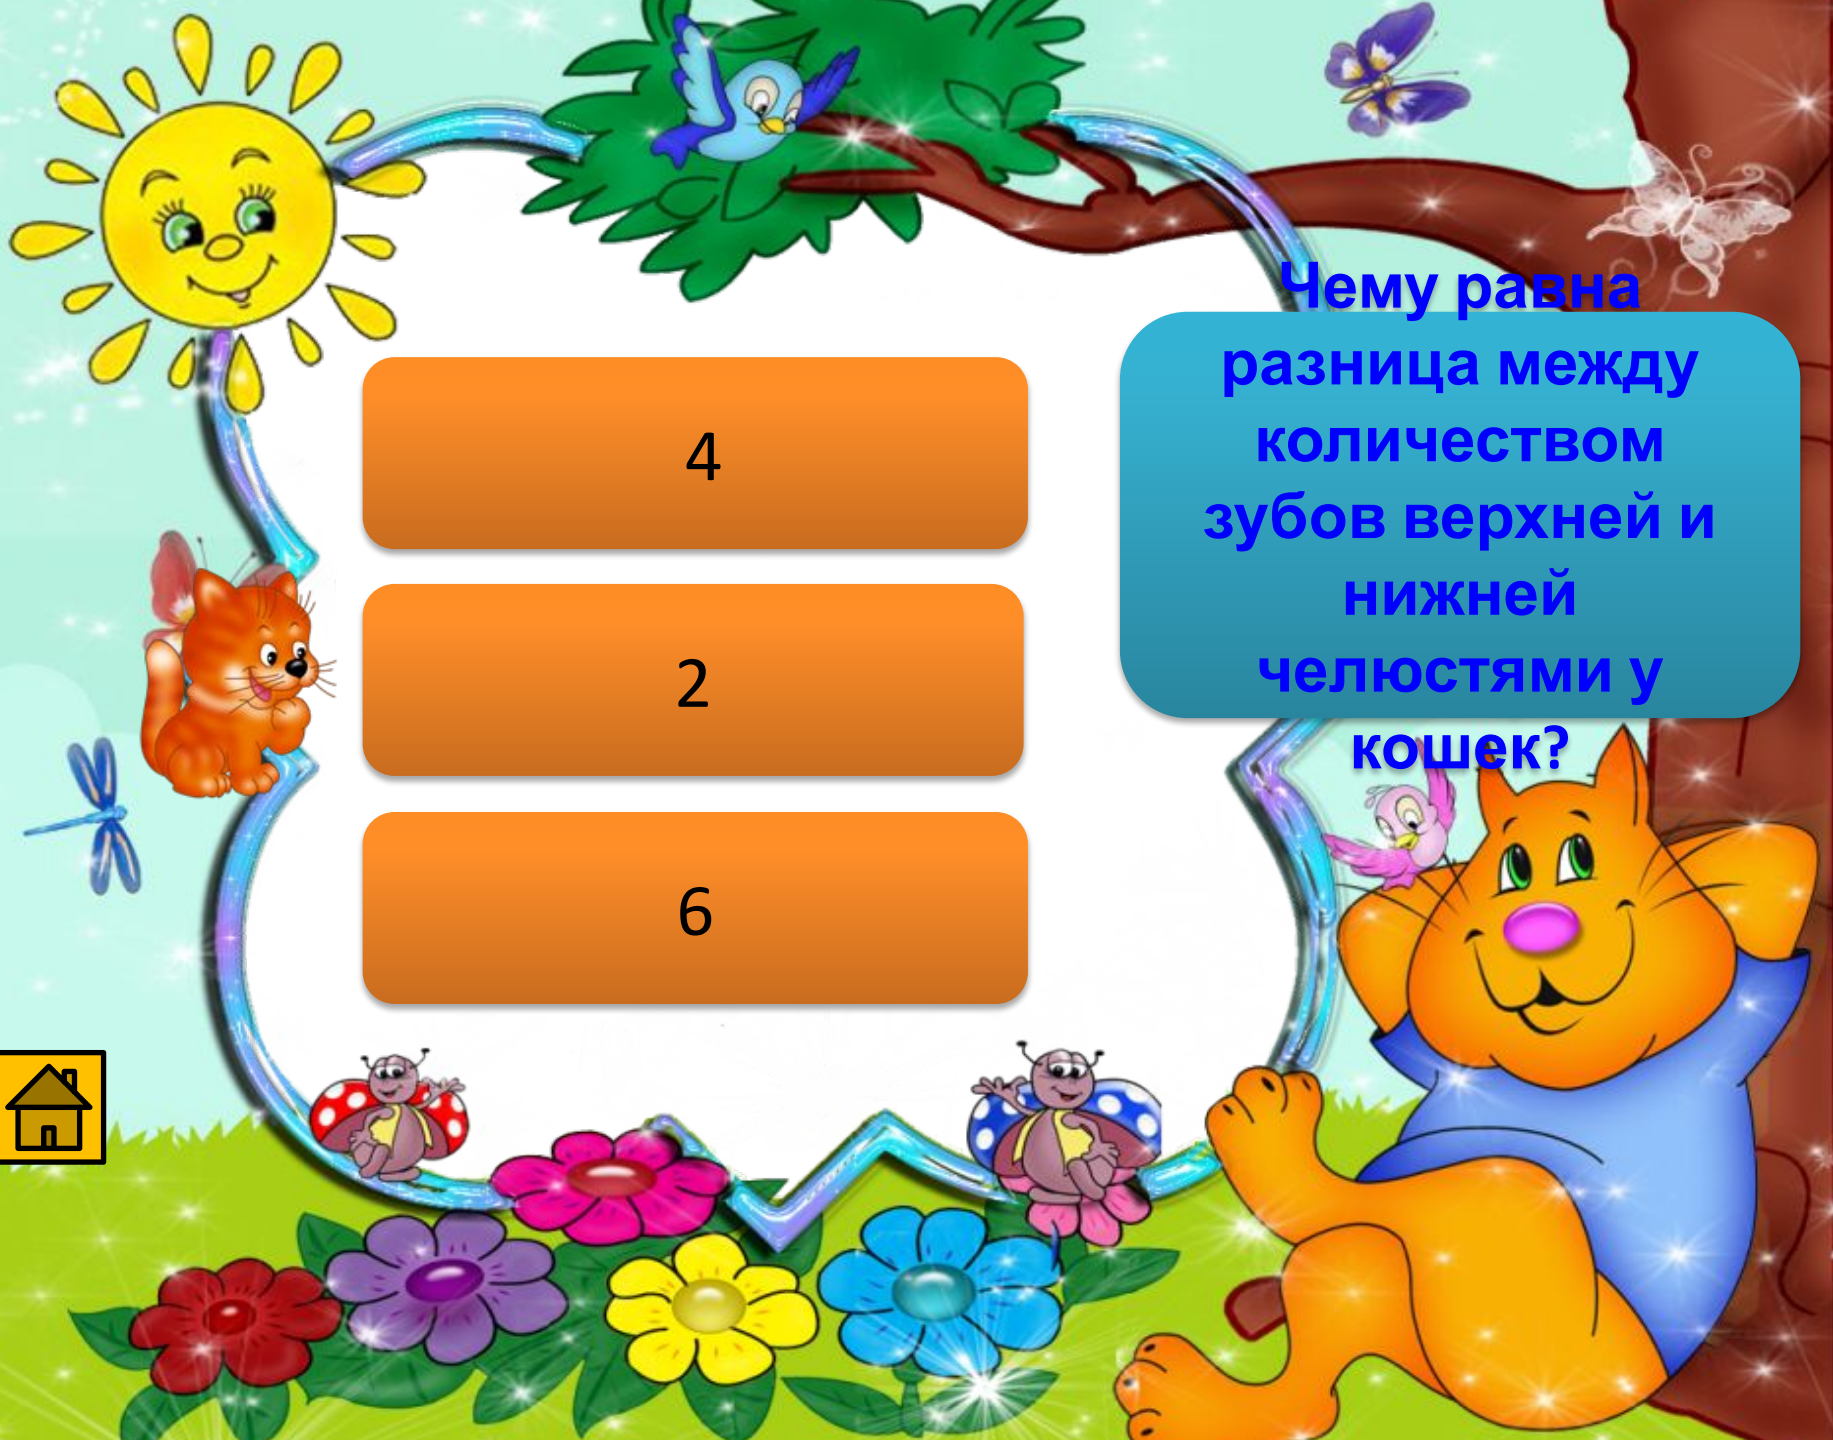 Чему равна
разница между
количеством
зубов верхней и
нижней
челюстями у
кошек?
4
2
6